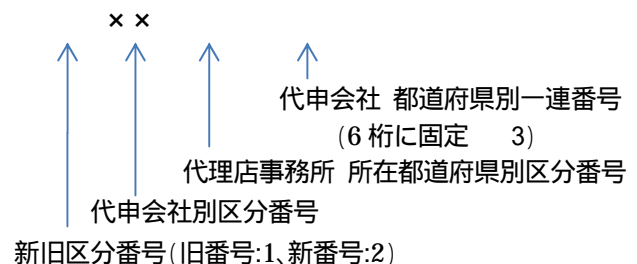 ××
代申会社 都道府県別一連番号
(6桁に固定 3)
代理店事務所 所在都道府県別区分番号
代申会社別区分番号
新旧区分番号(旧番号:1、新番号:2)